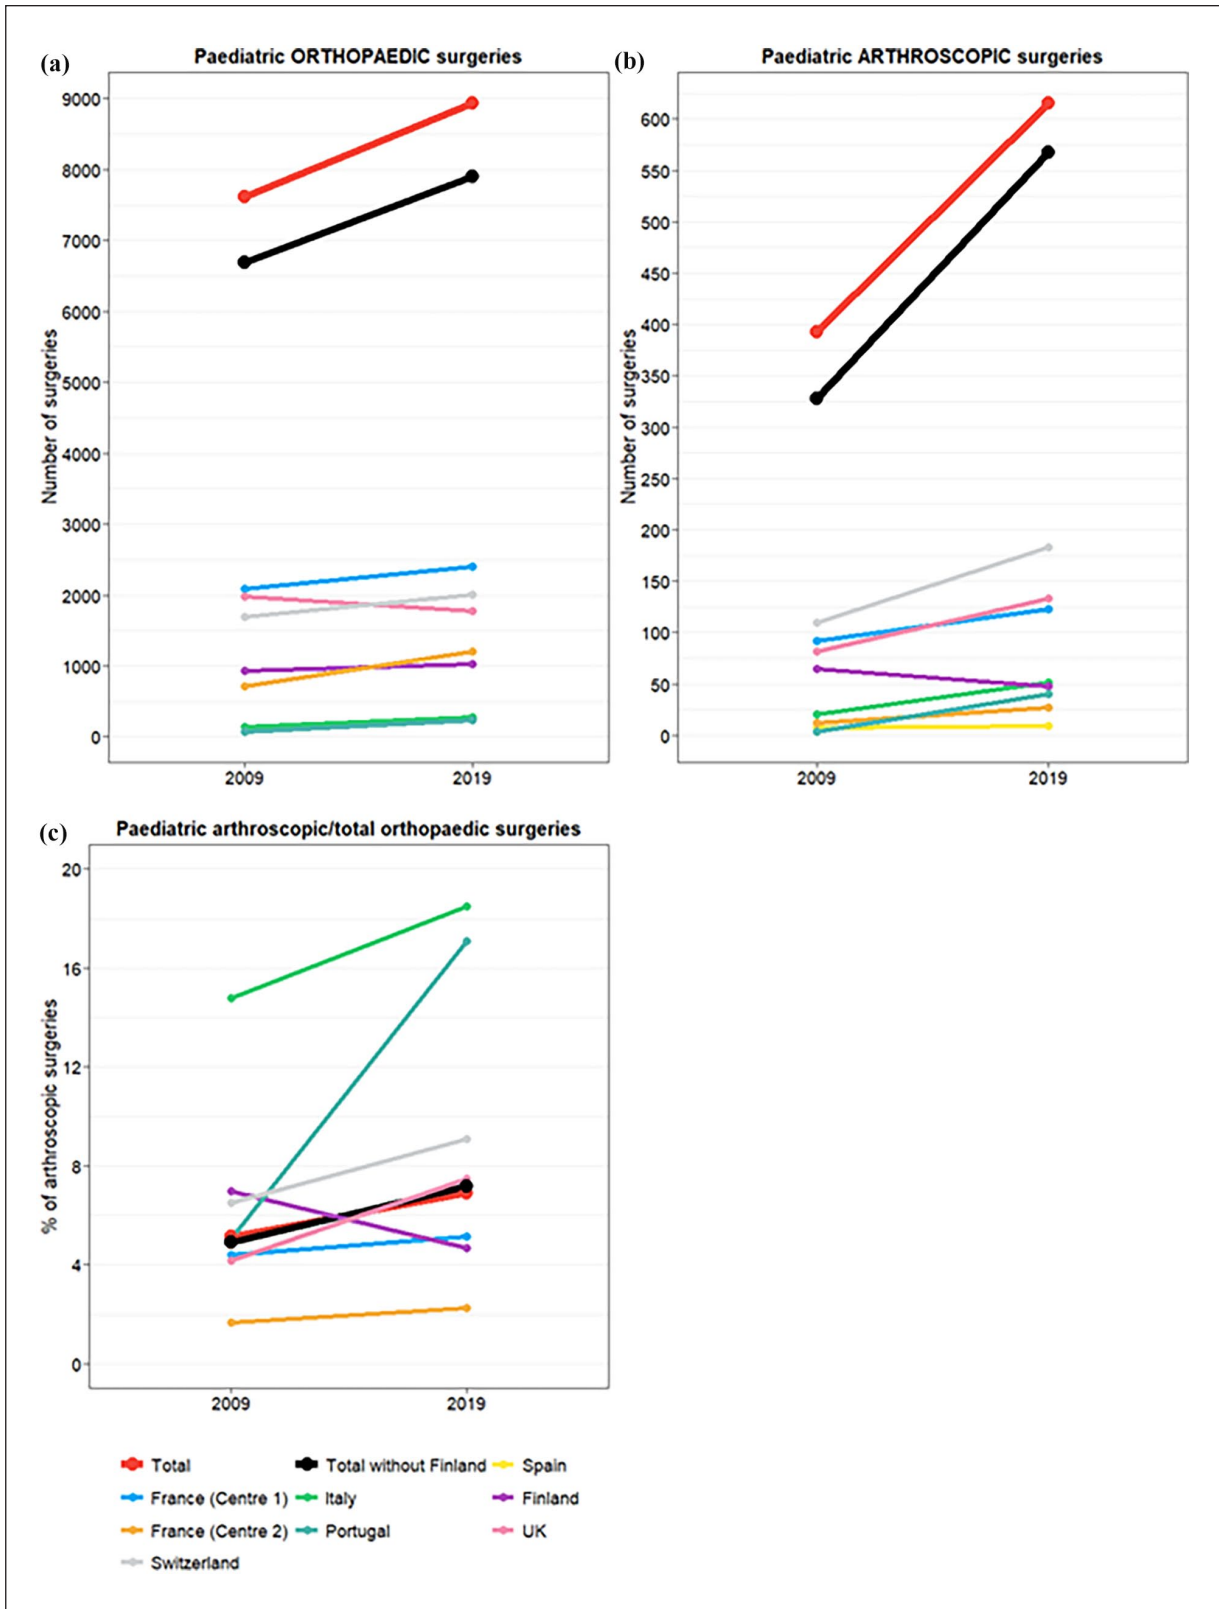 (a)
Paediatric ORTHOPAEDIC surgeries
9000
8000
7000
6000
5000
4000
3000
2000
1000
0
Number of surgeries
2009
2019
(b)
Paediatric ARTHROSCOPIC surgeries
600
550
500
450
400
350
300
250
200
150
100
50
0
Number of surgeries
2009
2019
(c)
Paediatric arthroscopic/total orthopaedic surgeries
20
16
12
8
4
0
% of arthroscopic surgeries
2009
2019
Total
Total without Finland
Spain
France (Centre 1)
Italy
Finland
France (Centre 2)
Portugal
UK
Switzerland